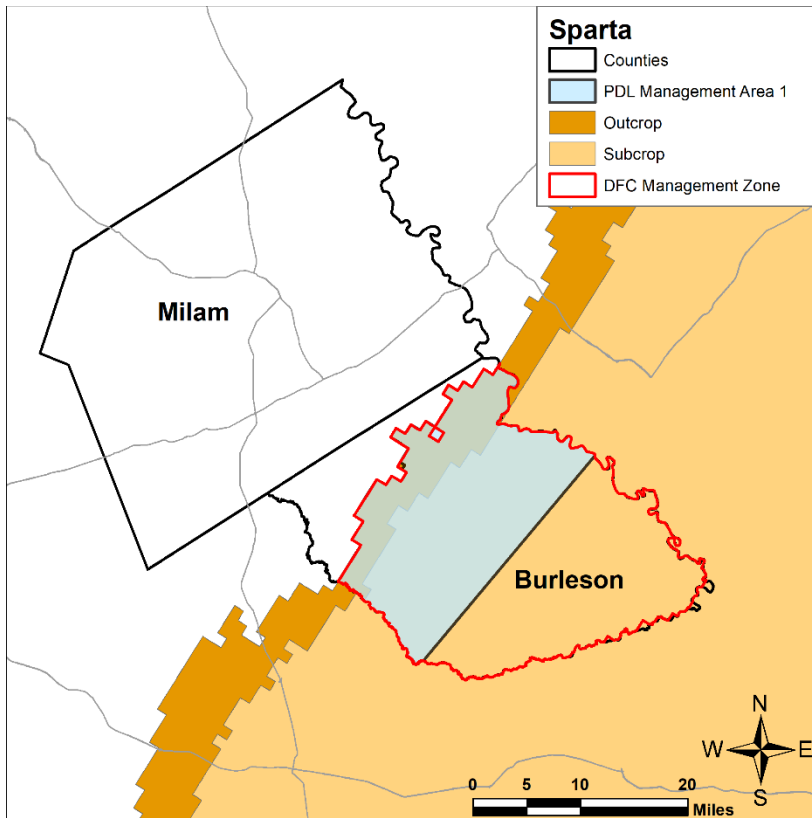 Sparta
Counties
PDL Management Area 1
Outcrop
Subcrop
DFC Management Zone
Milam
Burleson
N
W E
S
0 5 10 20
Miles